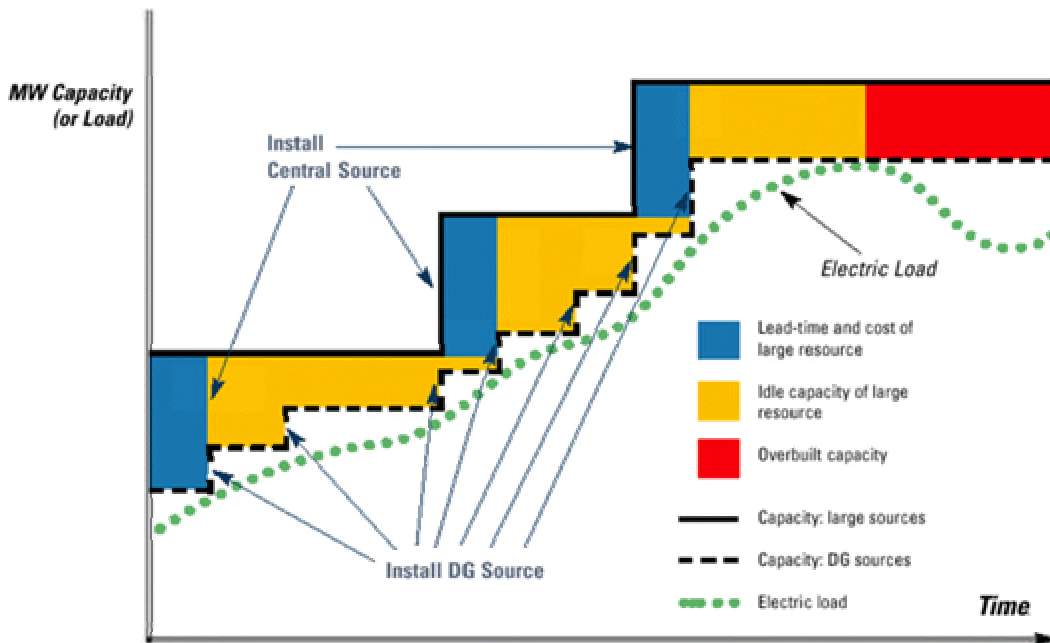 MW Capacity
(or Load)
Install
Central Source
Electric Load
Lead-time and cost of
large resource
Idle capacity of large
resource
Overbuilt capacity
Capacity: large sources
Capacity: DG sources
Electric load
Install DG Source
Time